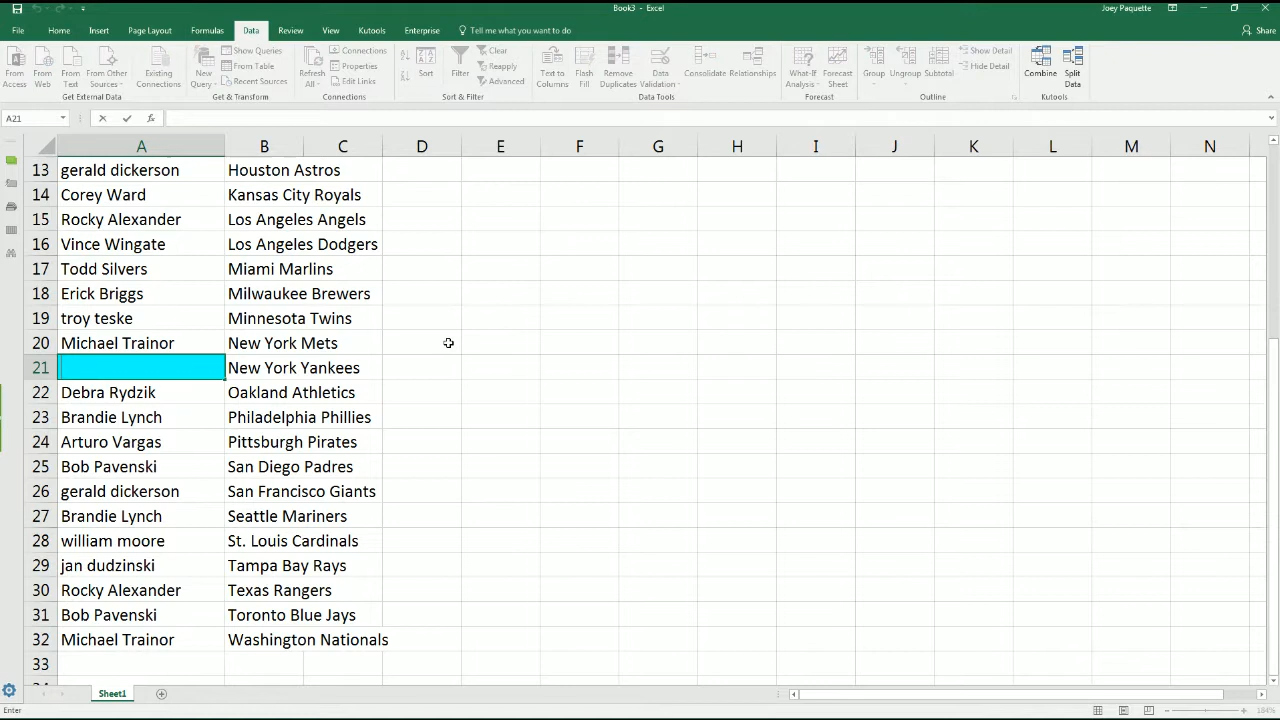 Book3 - Excel
Joey Paquette
File Home Insert Page Layout Formulas Data Review View Kutools Enterprise Tell me what you want to do Share
From Access From Web From Text From Other Sources Existing Connections New Query Show Queries From Table Recent Sources Refresh All Connections Properties Edit Links Sort Filter Clear Reapply Advanced Text to Columns Flash Fill Remove Duplicates Data Validation Consolidate Relationships What-If Analysis Forecast Sheet Group Ungroup Subtotal Show Detail Hide Detail Combine Split Data
Get External Data Get & Transform Connections Sort & Filter Data Tools Forecast Outline Kutools
A21 fx
A B C D E F G H I J K L M N
13 gerald dickerson Houston Astros
14 Corey Ward Kansas City Royals
15 Rocky Alexander Los Angeles Angels
16 Vince Wingate Los Angeles Dodgers
17 Todd Silvers Miami Marlins
18 Erick Briggs Milwaukee Brewers
19 troy teske Minnesota Twins
20 Michael Trainor New York Mets
21 New York Yankees
22 Debra Rydzik Oakland Athletics
23 Brandie Lynch Philadelphia Phillies
24 Arturo Vargas Pittsburgh Pirates
25 Bob Pavenski San Diego Padres
26 gerald dickerson San Francisco Giants
27 Brandie Lynch Seattle Mariners
28 william moore St. Louis Cardinals
29 jan dudzinski Tampa Bay Rays
30 Rocky Alexander Texas Rangers
31 Bob Pavenski Toronto Blue Jays
32 Michael Trainor Washington Nationals
33
Sheet1
Enter 184%